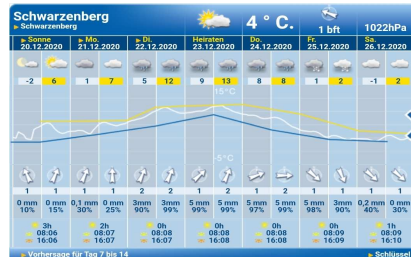 Schwarzenberg
► Schwarzenberg
4 ° C.
1 bft
1022hPa
► Sonne ► Mo. ► Di. Heiraten Do. Fr. Sa.
20.12.2020 21.12.2020 22.12.2020 23.12.2020 24.12.2020 25.12.2020 26.12.2020
-2 6 1 7 5 12 9 13 8 8 1 2 -1 2
15°C
-5°C
1 1 1 1 2 2 2 2 1 2 1 1 1 1
0 mm 0 mm 0,1 mm 0 mm 3mm 3mm 5 mm 5 mm 5 mm 5 mm 5 mm 3 mm 0,2 mm 0 mm
10% 15% 30% 25% 90% 99% 99% 99% 97% 99% 98% 90% 40% 30%
3h 2h 0h 0h 0h 0h 1h
08:06 08:07 08:08 08:08 08:08 08:09 08:09
16:06 16:07 16:07 16:08 16:08 16:09 16:10
► Vorhersage für Tag 7 bis 14
► Schlüssel